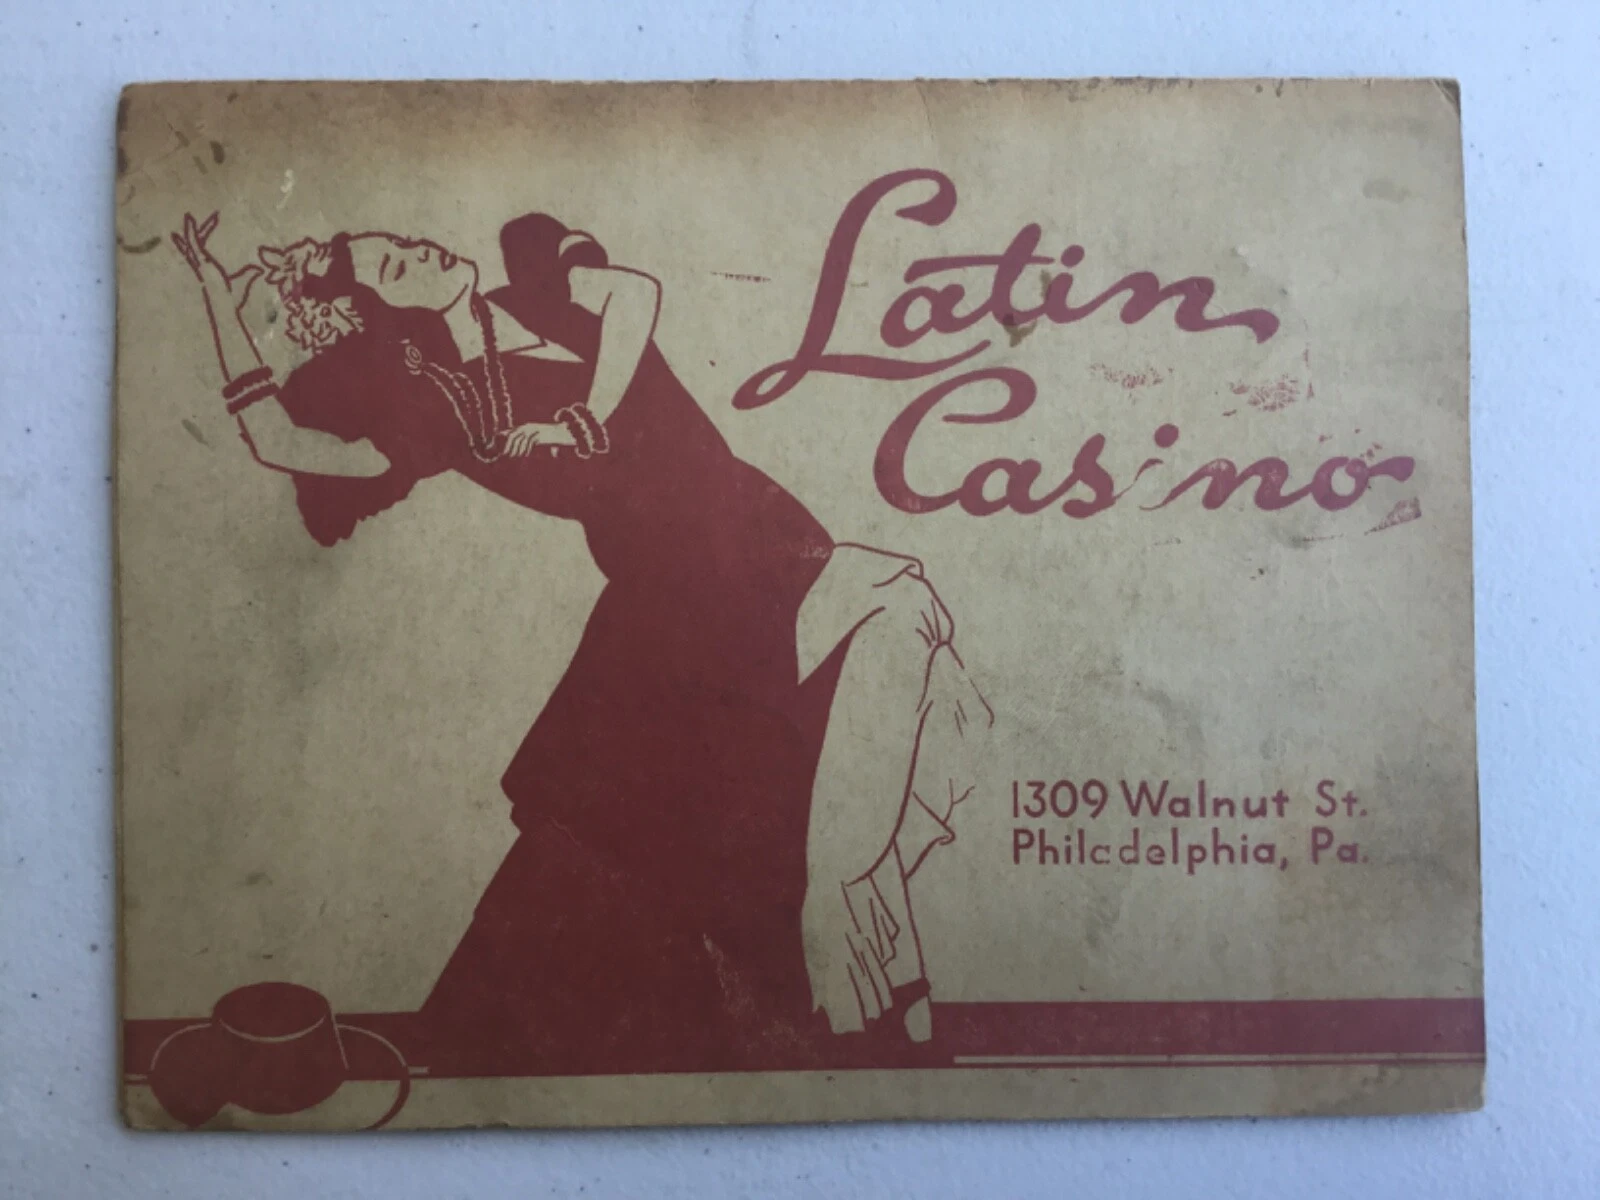 Latin
Casino
1309 Walnut St.
Philadelphia, Pa.